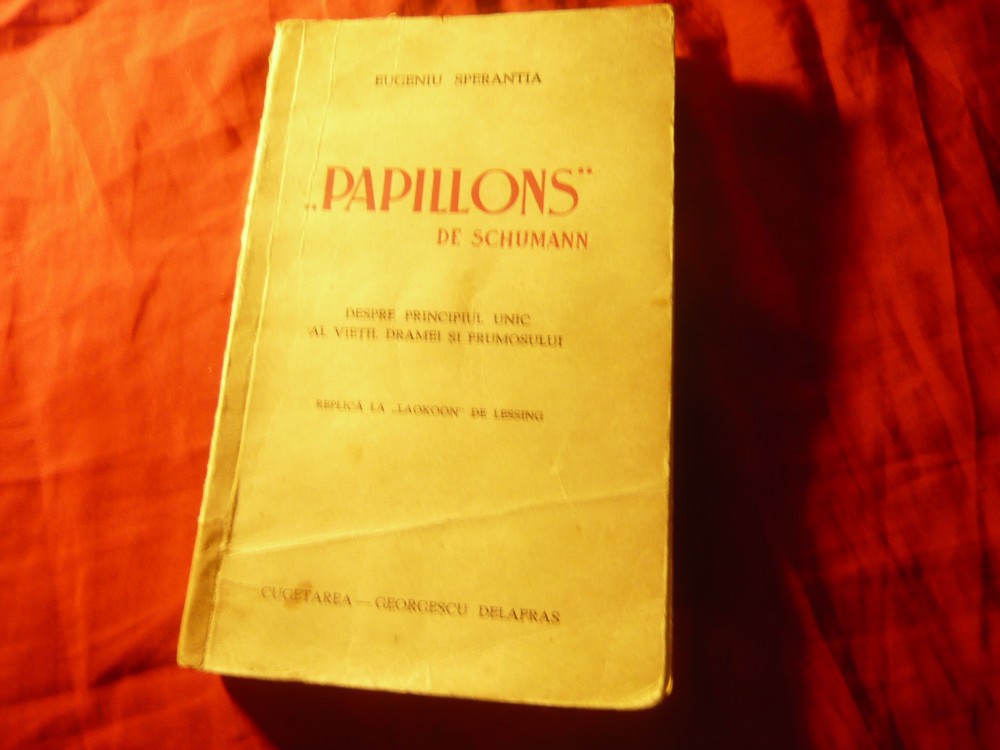 EUGENIU SPERANTIA
„PAPILLONS"
DE SCHUMANN
DESPRE PRINCIPIUL UNIC
AL VIEȚII, DRAMEI ȘI FRUMOSULUI
REPLICĂ LA „LAOKOON" DE LESSING
CUGETAREA — GEORGESCU DELAFRAS